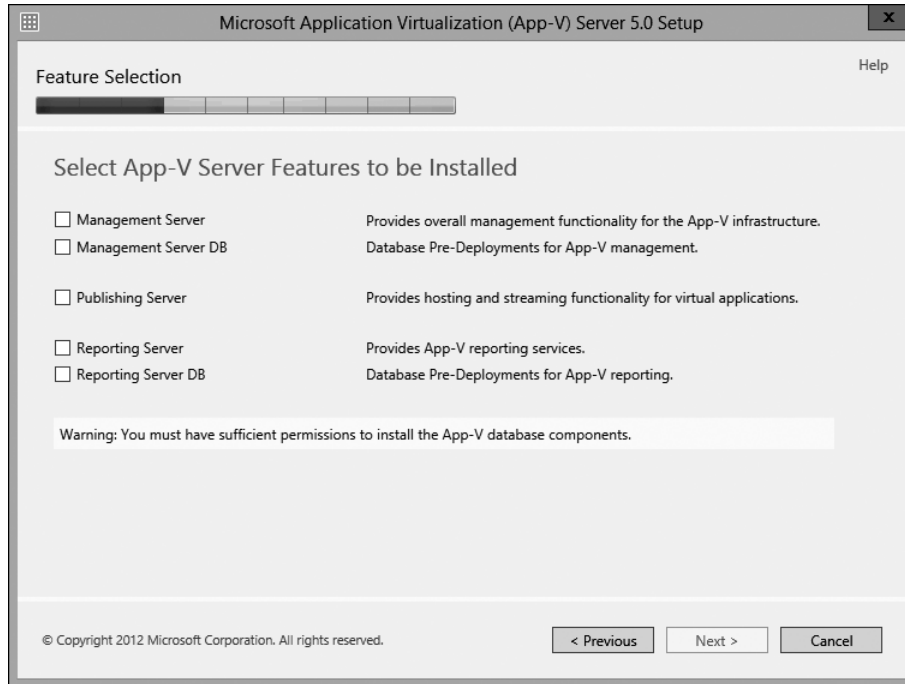 Microsoft Application Virtualization (App-V) Server 5.0 Setup
x
Help
Feature Selection
Select App-V Server Features to be Installed
Management Server Provides overall management functionality for the App-V infrastructure.
Management Server DB Database Pre-Deployments for App-V management.
Publishing Server Provides hosting and streaming functionality for virtual applications.
Reporting Server Provides App-V reporting services.
Reporting Server DB Database Pre-Deployments for App-V reporting.
Warning: You must have sufficient permissions to install the App-V database components.
© Copyright 2012 Microsoft Corporation. All rights reserved. < Previous Next > Cancel